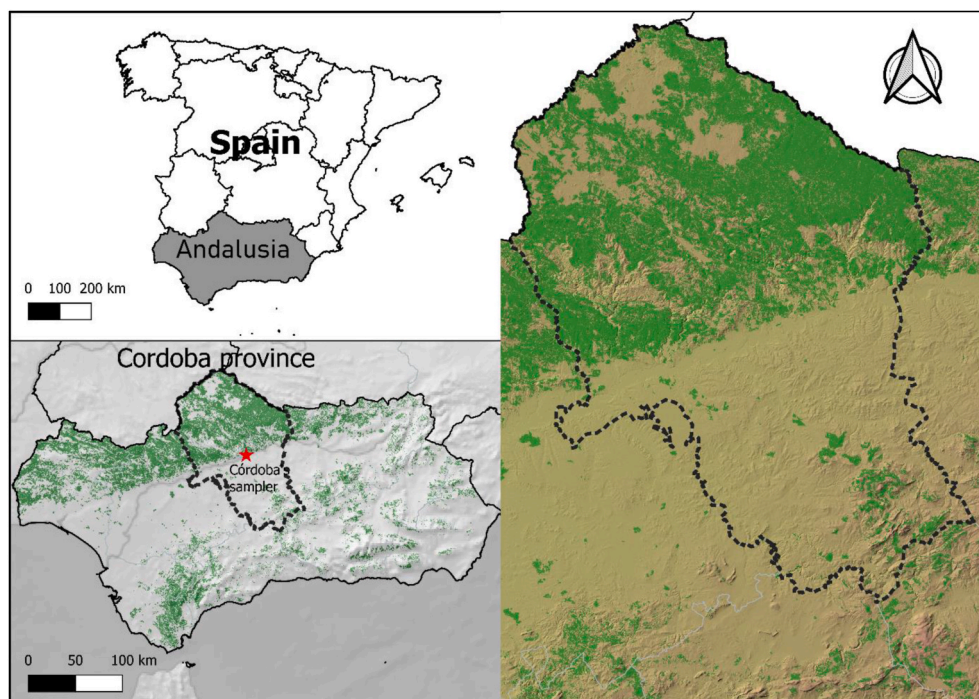 Spain
Andalusia
0 100 200 km
Cordoba province
Córdoba
sampler
0 50 100 km